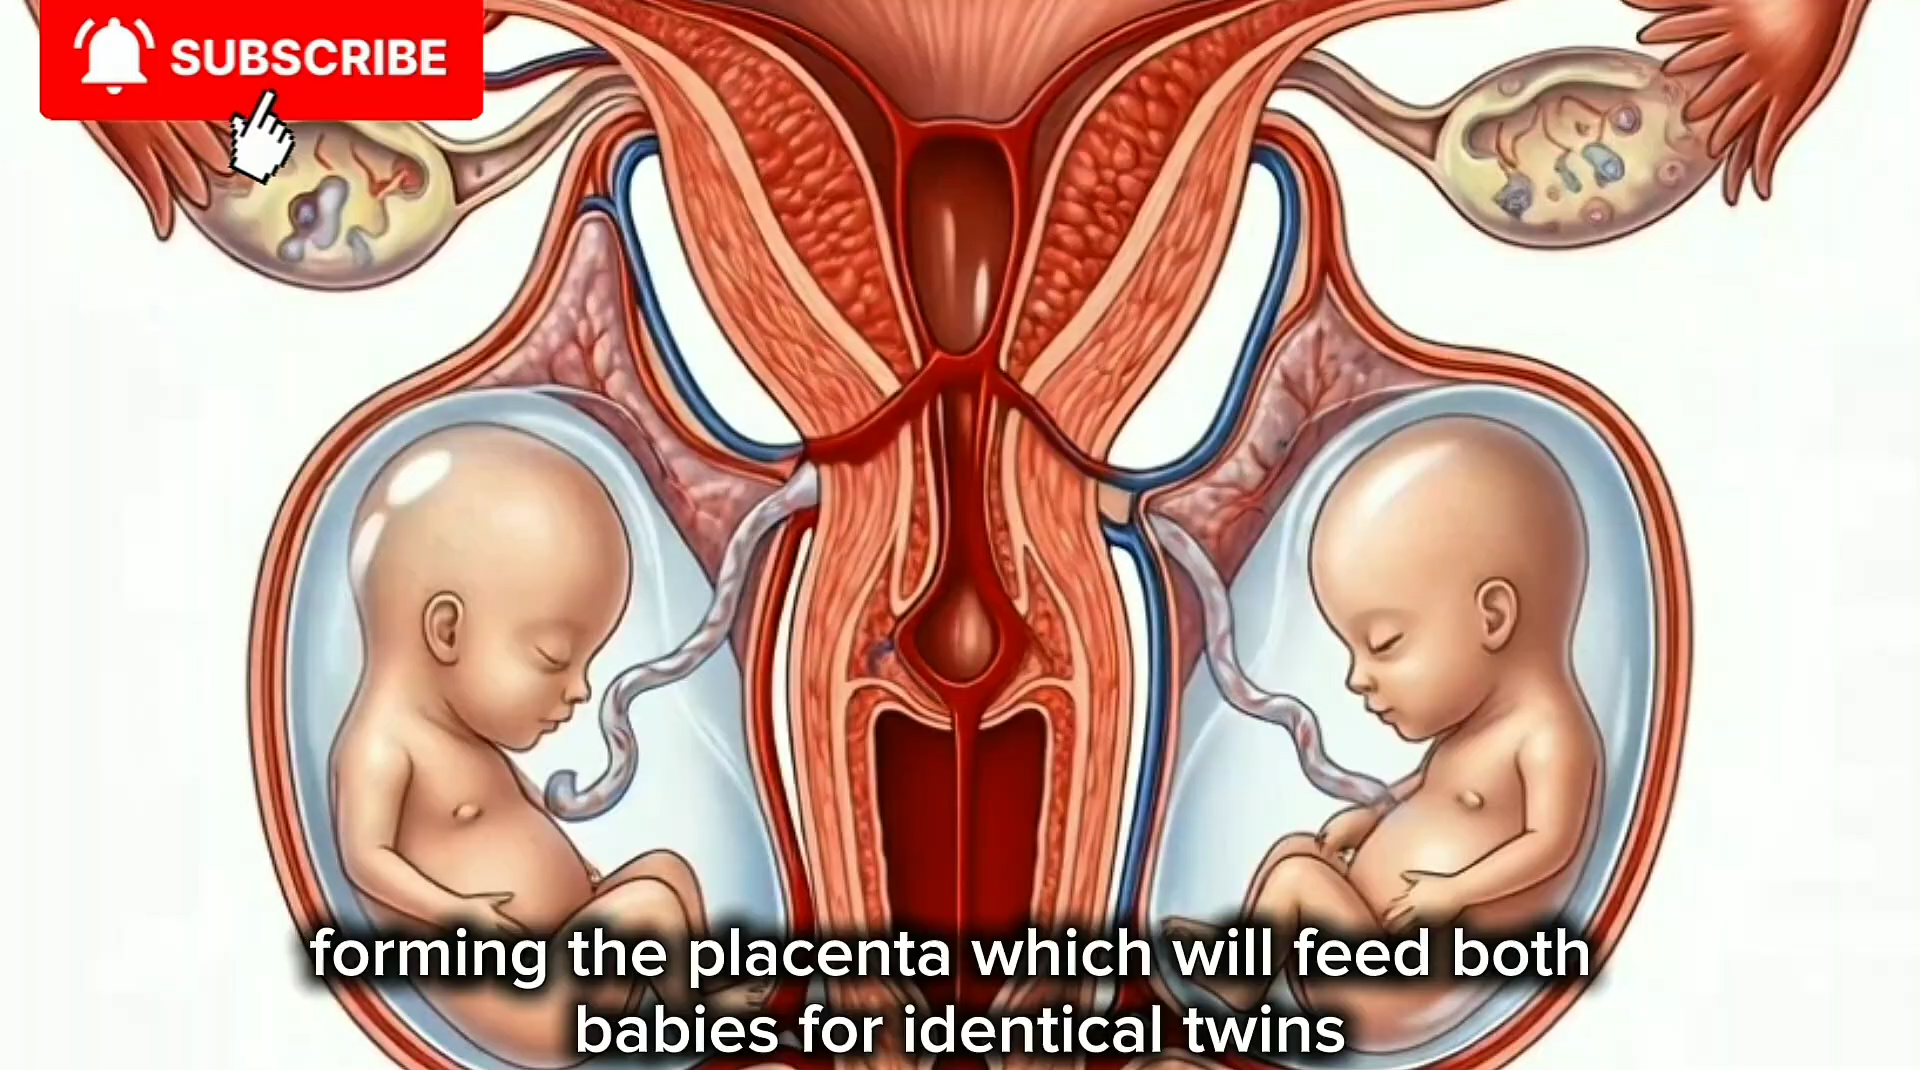 SUBSCRIBE
forming the placenta which will feed both
babies for identical twins